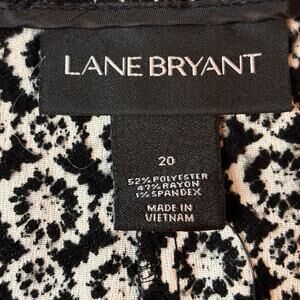 LANE BRYANT
20
52% POLYESTER
47% RAYON
1% SPANDEX
MADE IN
VIETNAM